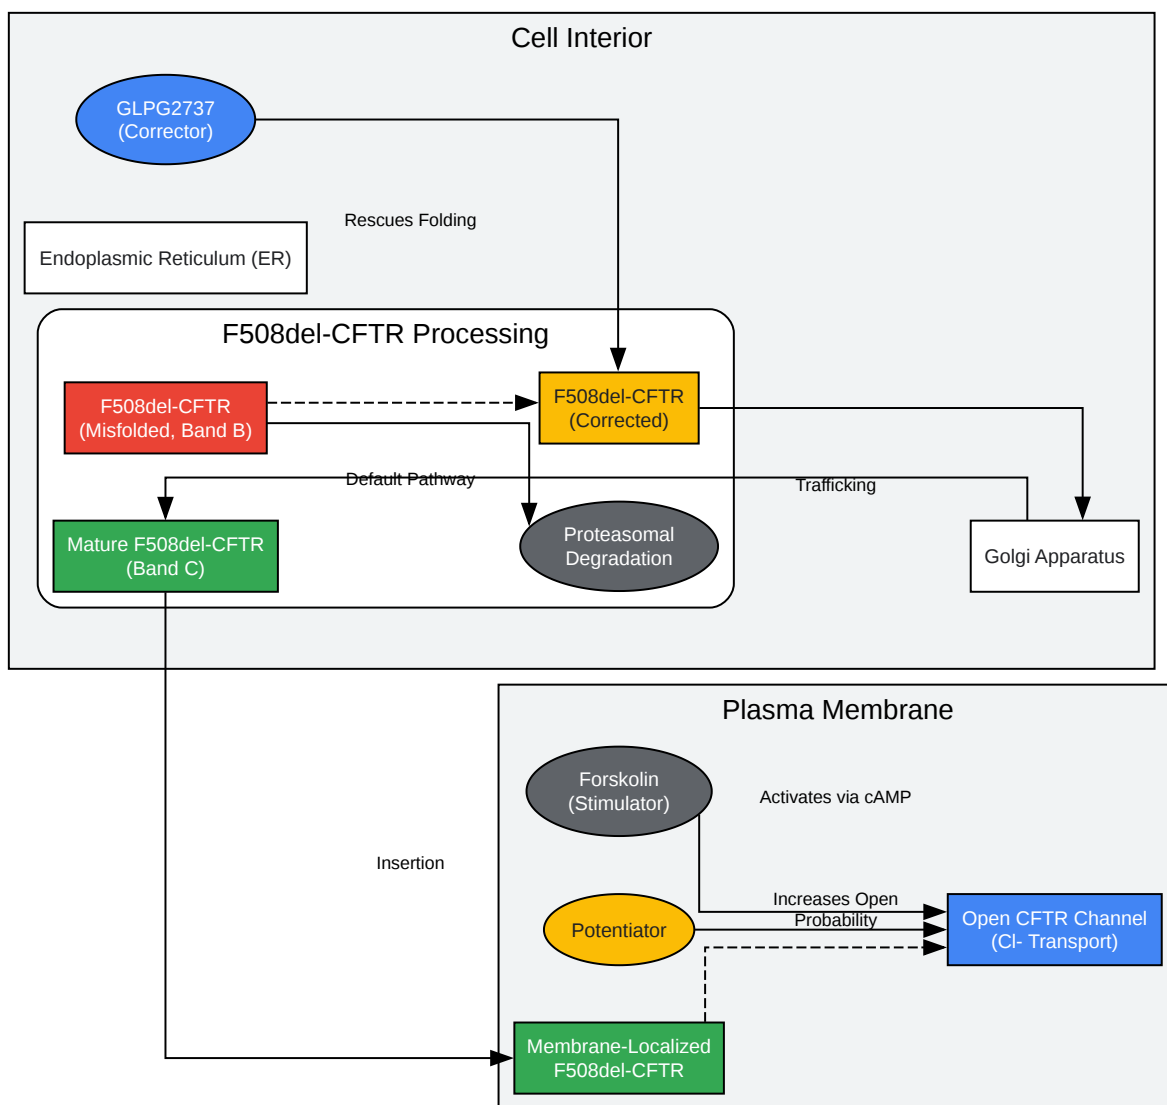 Cell Interior
GLPG2737
(Corrector)
Rescues Folding
Endoplasmic Reticulum (ER)
F508del-CFTR Processing
F508del-CFTR
(Misfolded, Band B)
F508del-CFTR
(Corrected)
Default Pathway
Trafficking
Mature F508del-CFTR
(Band C)
Proteasomal
Degradation
Golgi Apparatus
Plasma Membrane
Forskolin
(Stimulator)
Activates via cAMP
Insertion
Increases Open
Probability
Potentiator
Open CFTR Channel
(Cl- Transport)
Membrane-Localized
F508del-CFTR